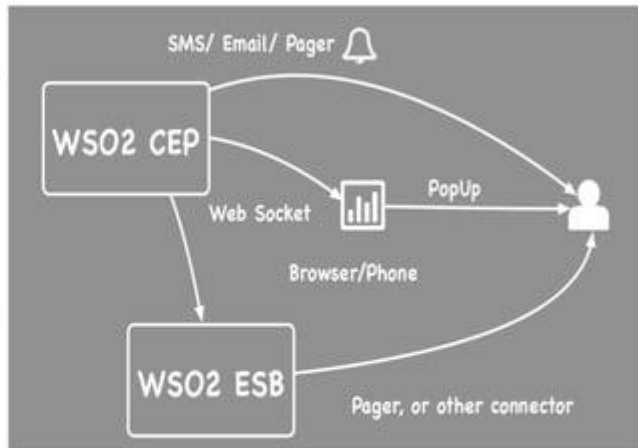 SMS/ Email/ Pager
WSO2 CEP
Web Socket
PopUp
Browser/Phone
WSO2 ESB
Pager, or other connector